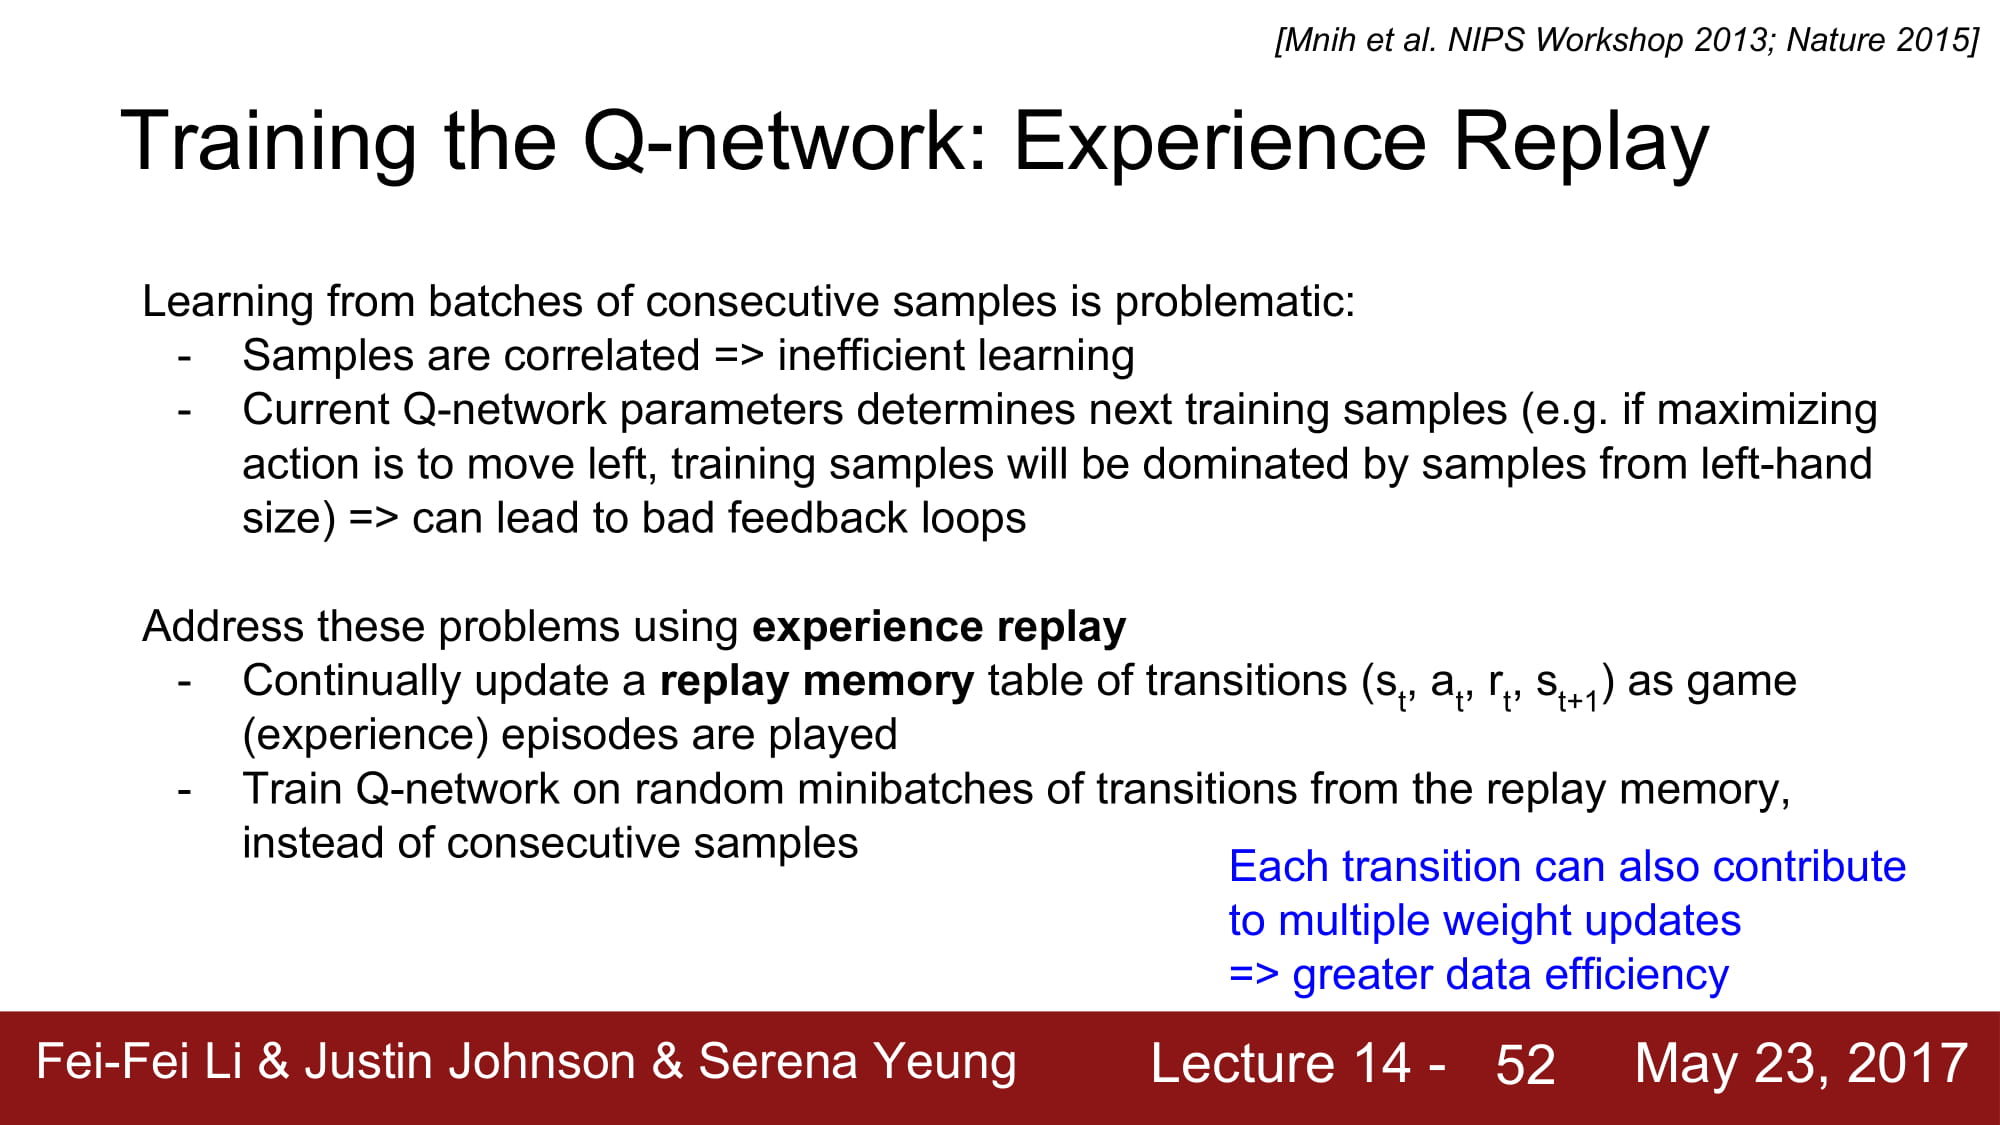 [Mnih et al. NIPS Workshop 2013; Nature 2015]
Training the Q-network: Experience Replay
Learning from batches of consecutive samples is problematic:
- Samples are correlated => inefficient learning
- Current Q-network parameters determines next training samples (e.g. if maximizing
action is to move left, training samples will be dominated by samples from left-hand
size) => can lead to bad feedback loops
Address these problems using experience replay
- Continually update a replay memory table of transitions (sₜ, aₜ, rₜ, sₜ₊₁) as game
(experience) episodes are played
- Train Q-network on random minibatches of transitions from the replay memory,
instead of consecutive samples
Each transition can also contribute
to multiple weight updates
=> greater data efficiency
Fei-Fei Li & Justin Johnson & Serena Yeung Lecture 14 - 52 May 23, 2017